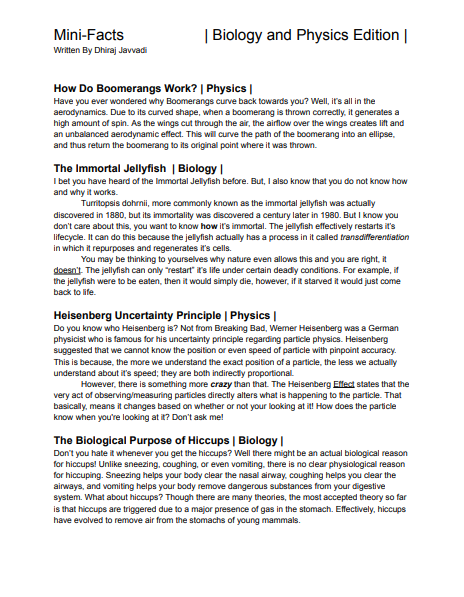 Mini-Facts | Biology and Physics Edition |
Written By Dhiraj Javvadi
How Do Boomerangs Work? | Physics |
Have you ever wondered why Boomerangs curve back towards you? Well, it's all in the
aerodynamics. Due to its curved shape, when a boomerang is thrown correctly, it generates a
high amount of spin. As the wings cut through the air, the airflow over the wings creates lift and
an unbalanced aerodynamic effect. This will curve the path of the boomerang into an ellipse,
and thus return the boomerang to its original point where it was thrown.
The Immortal Jellyfish | Biology |
I bet you have heard of the Immortal Jellyfish before. But, I also know that you do not know how
and why it works.
Turritopsis dohrnii, more commonly known as the immortal jellyfish was actually
discovered in 1880, but its immortality was discovered a century later in 1980. But I know you
don't care about this, you want to know how it's immortal. The jellyfish effectively restarts it's
lifecycle. It can do this because the jellyfish actually has a process in it called transdifferentiation
in which it repurposes and regenerates it's cells.
You may be thinking to yourselves why nature even allows this and you are right, it
doesn't. The jellyfish can only "restart" it's life under certain deadly conditions. For example, if
the jellyfish were to be eaten, then it would simply die, however, if it starved it would just come
back to life.
Heisenberg Uncertainty Principle | Physics |
Do you know who Heisenberg is? Not from Breaking Bad, Werner Heisenberg was a German
physicist who is famous for his uncertainty principle regarding particle physics. Heisenberg
suggested that we cannot know the position or even speed of particle with pinpoint accuracy.
This is because, the more we understand the exact position of a particle, the less we actually
understand about it's speed; they are both indirectly proportional.
However, there is something more crazy than that. The Heisenberg Effect states that the
very act of observing/measuring particles directly alters what is happening to the particle. That
basically, means it changes based on whether or not your looking at it! How does the particle
know when you're looking at it? Don't ask me!
The Biological Purpose of Hiccups | Biology |
Don't you hate it whenever you get the hiccups? Well there might be an actual biological reason
for hiccups! Unlike sneezing, coughing, or even vomiting, there is no clear physiological reason
for hiccuping. Sneezing helps your body clear the nasal airway, coughing helps you clear the
airways, and vomiting helps your body remove dangerous substances from your digestive
system. What about hiccups? Though there are many theories, the most accepted theory so far
is that hiccups are triggered due to a major presence of gas in the stomach. Effectively, hiccups
have evolved to remove air from the stomachs of young mammals.